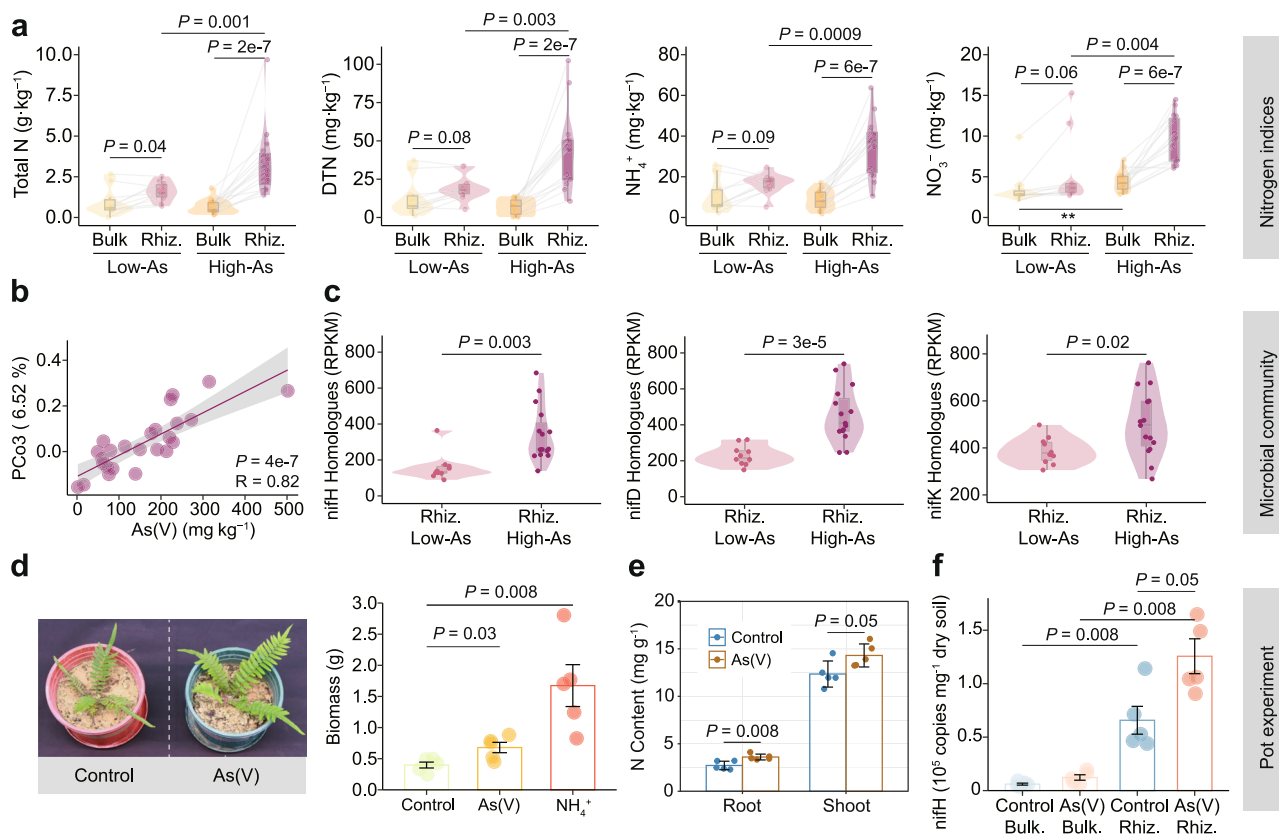 a
P = 0.001
P = 2e-7
P = 0.04
Total N (g·kg⁻¹)
10.0
7.5
5.0
2.5
0.0
Bulk Rhiz. Bulk Rhiz.
Low-As High-As
P = 0.003
P = 2e-7
P = 0.08
DTN (mg·kg⁻¹)
100
75
50
25
0
Bulk Rhiz. Bulk Rhiz.
Low-As High-As
P = 0.0009
P = 6e-7
P = 0.09
NH₄⁺ (mg·kg⁻¹)
80
60
40
20
0
Bulk Rhiz. Bulk Rhiz.
Low-As High-As
P = 0.004
P = 0.06
P = 6e-7
**
NO₃⁻ (mg·kg⁻¹)
25
20
15
10
5
0
Bulk Rhiz. Bulk Rhiz.
Low-As High-As
Nitrogen indices
b
PCo3 ( 6.52 %)
0.4
0.2
0.0
P = 4e-7
R = 0.82
0 100 200 300 400 500
As(V) (mg kg⁻¹)
c
nifH Homologues (RPKM)
800
600
400
200
0
P = 0.003
Rhiz. Rhiz.
Low-As High-As
nifD Homologues (RPKM)
800
600
400
200
0
P = 3e-5
Rhiz. Rhiz.
Low-As High-As
nifK Homologues (RPKM)
800
600
400
200
P = 0.02
Rhiz. Rhiz.
Low-As High-As
Microbial community
d
Control As(V)
Biomass (g)
3.0
2.5
2.0
1.5
1.0
0.5
0.0
P = 0.008
P = 0.03
Control As(V) NH₄⁺
e
N Content (mg g⁻¹)
20
15
10
5
0
Control
As(V)
P = 0.05
P = 0.008
Root Shoot
f
nifH (10⁵ copies mg⁻¹ dry soil)
1.5
1.0
0.5
0
P = 0.05
P = 0.008
P = 0.008
Control As(V) Control As(V)
Bulk. Bulk. Rhiz. Rhiz.
Pot experiment